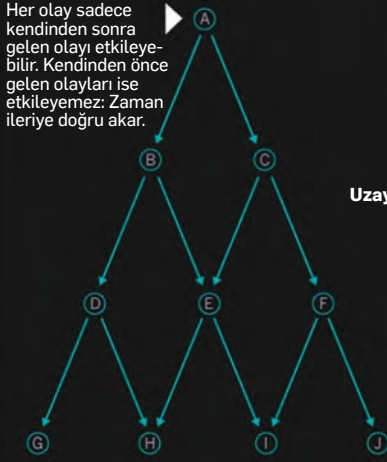 Her olay sadece
kendinden sonra
gelen olayı etkileye-
bilir. Kendinden önce
gelen olayları ise
etkileyemez: Zaman
ileriye doğru akar.
A
B C
Uzay
D E F
G H I J